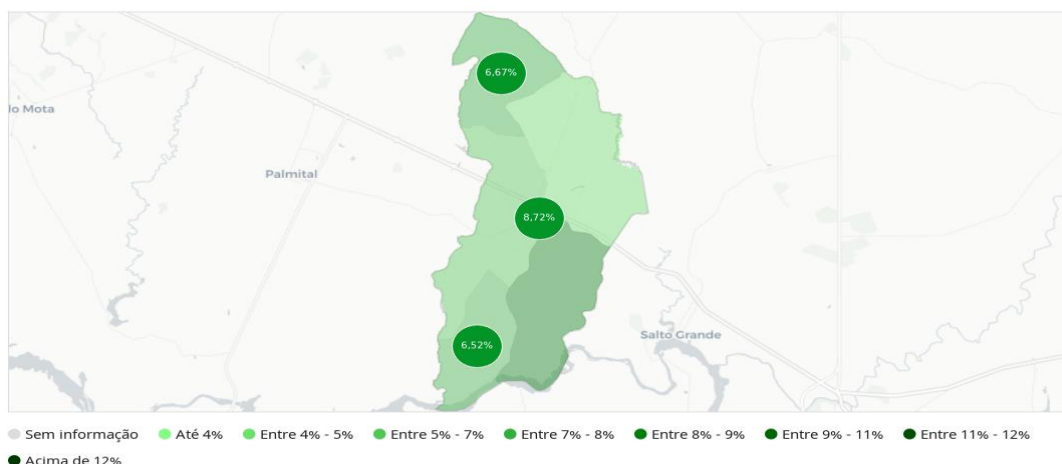 6,67%
lo Mota
Palmital
8,72%
Salto Grande
6,52%
Sem informação Até 4% Entre 4% - 5% Entre 5% - 7% Entre 7% - 8% Entre 8% - 9% Entre 9% - 11% Entre 11% - 12%
Acima de 12%